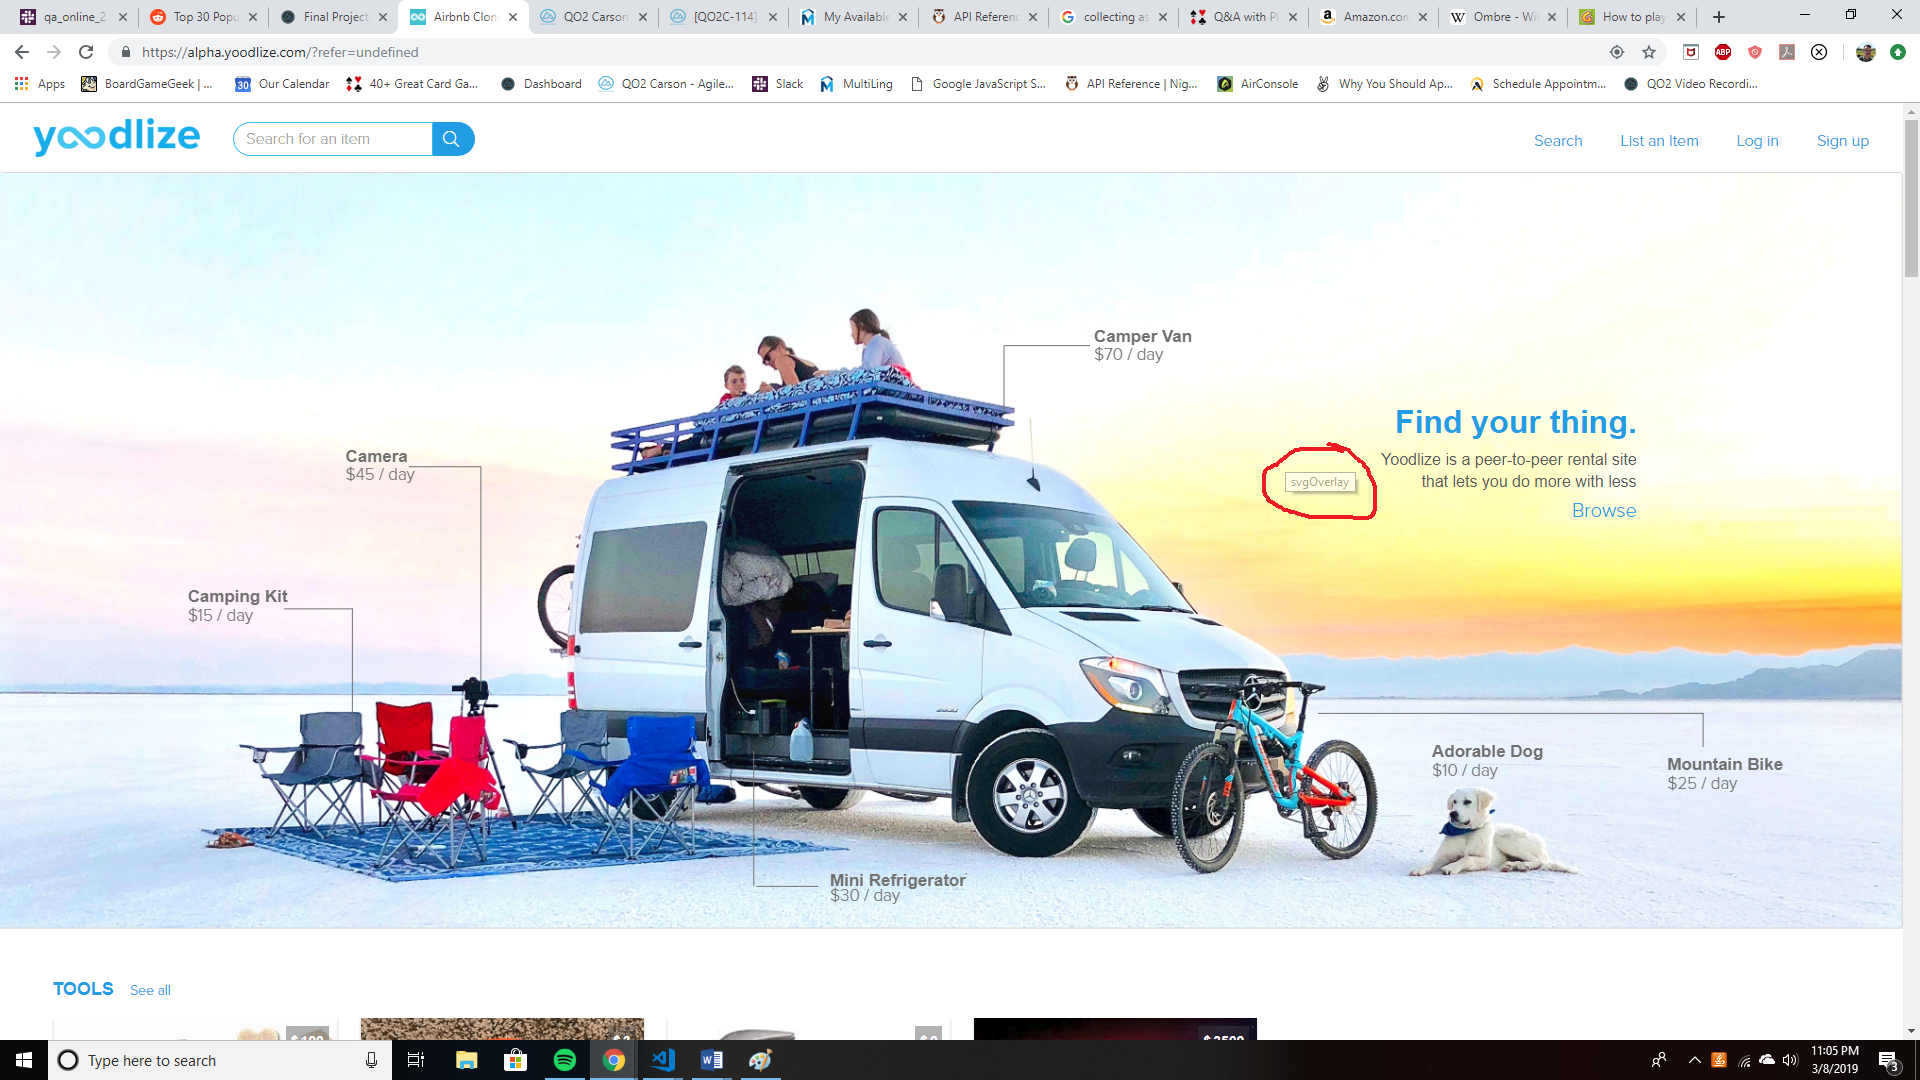 qa_online_2
Top 30 Popu
Final Project
Airbnb Clon
QO2 Carson
[QO2C-114]
My Available
API Referenc
collecting as
Q&A with P
Amazon.com
Ombre - Wi
How to play
https://alpha.yoodlize.com/?refer=undefined
ABP
Apps
BoardGameGeek | ...
30
Our Calendar
40+ Great Card Ga...
Dashboard
QO2 Carson - Agile...
Slack
MultiLing
Google JavaScript S...
API Reference | Nig...
AirConsole
Why You Should Ap...
Schedule Appointm...
QO2 Video Recordi...
yoodlize
Search for an item
Search
List an Item
Log in
Sign up
Camper Van
$70 / day
Find your thing.
Yoodlize is a peer-to-peer rental site
that lets you do more with less
Browse
svgOverlay
Camera
$45 / day
Camping Kit
$15 / day
Adorable Dog
$10 / day
Mountain Bike
$25 / day
Mini Refrigerator
$30 / day
TOOLS
See all
Type here to search
11:05 PM
3/8/2019
3